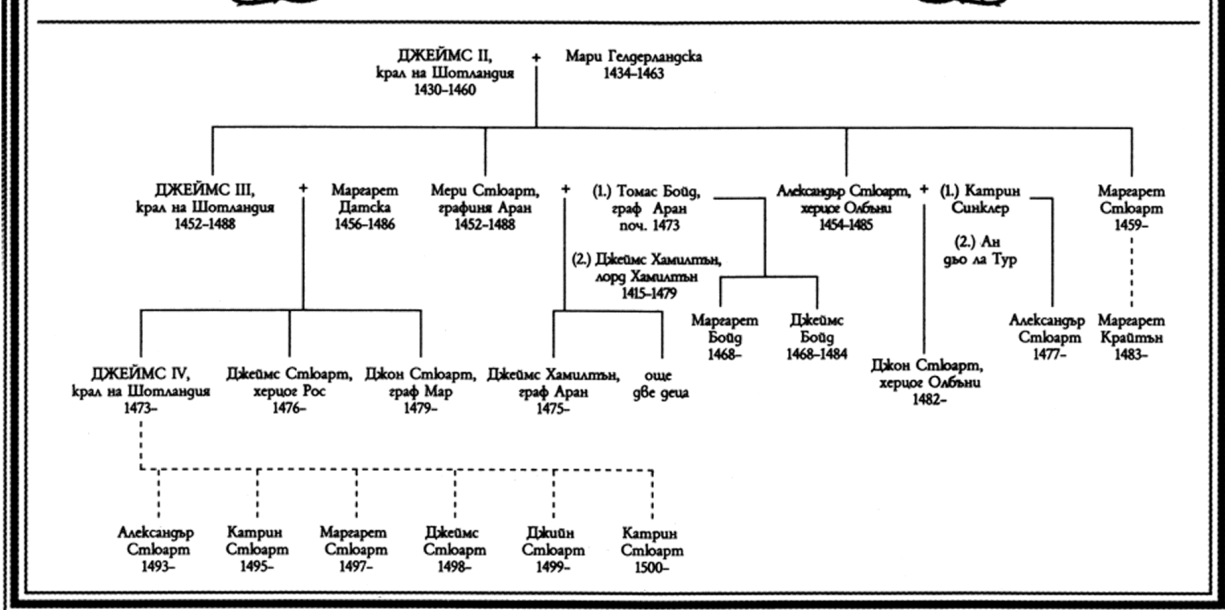 ДЖЕЙМС II,
крал на Шотландия
1430–1460
+
Мари Гелдерландска
1434–1463
ДЖЕЙМС III,
крал на Шотландия
1452–1488
+
Маргарет
Датска
1456–1486
Мери Стюарт,
графиня Аран
1452–1488
+
(1.) Томас Бойд,
граф Аран
поч. 1473
(2.) Джеймс Хамилтън,
лорд Хамилтън
1415–1479
Александър Стюарт,
херцог Олбъни
1454–1485
+
(1.) Катрин
Синклер
(2.) Ан
дьо ла Тур
Маргарет
Стюарт
1459–
Маргарет
Бойд
1468–
Джеймс
Бойд
1468–1484
Александър
Стюарт
1477–
Маргарет
Крайтън
1483–
ДЖЕЙМС IV,
крал на Шотландия
1473–
Джеймс Стюарт,
херцог Рос
1476–
Джон Стюарт,
граф Мар
1479–
Джеймс Хамилтън,
граф Аран
1475–
още
две деца
Джон Стюарт,
херцог Олбъни
1482–
Александър
Стюарт
1493–
Катрин
Стюарт
1495–
Маргарет
Стюарт
1497–
Джеймс
Стюарт
1498–
Джийн
Стюарт
1499–
Катрин
Стюарт
1500–